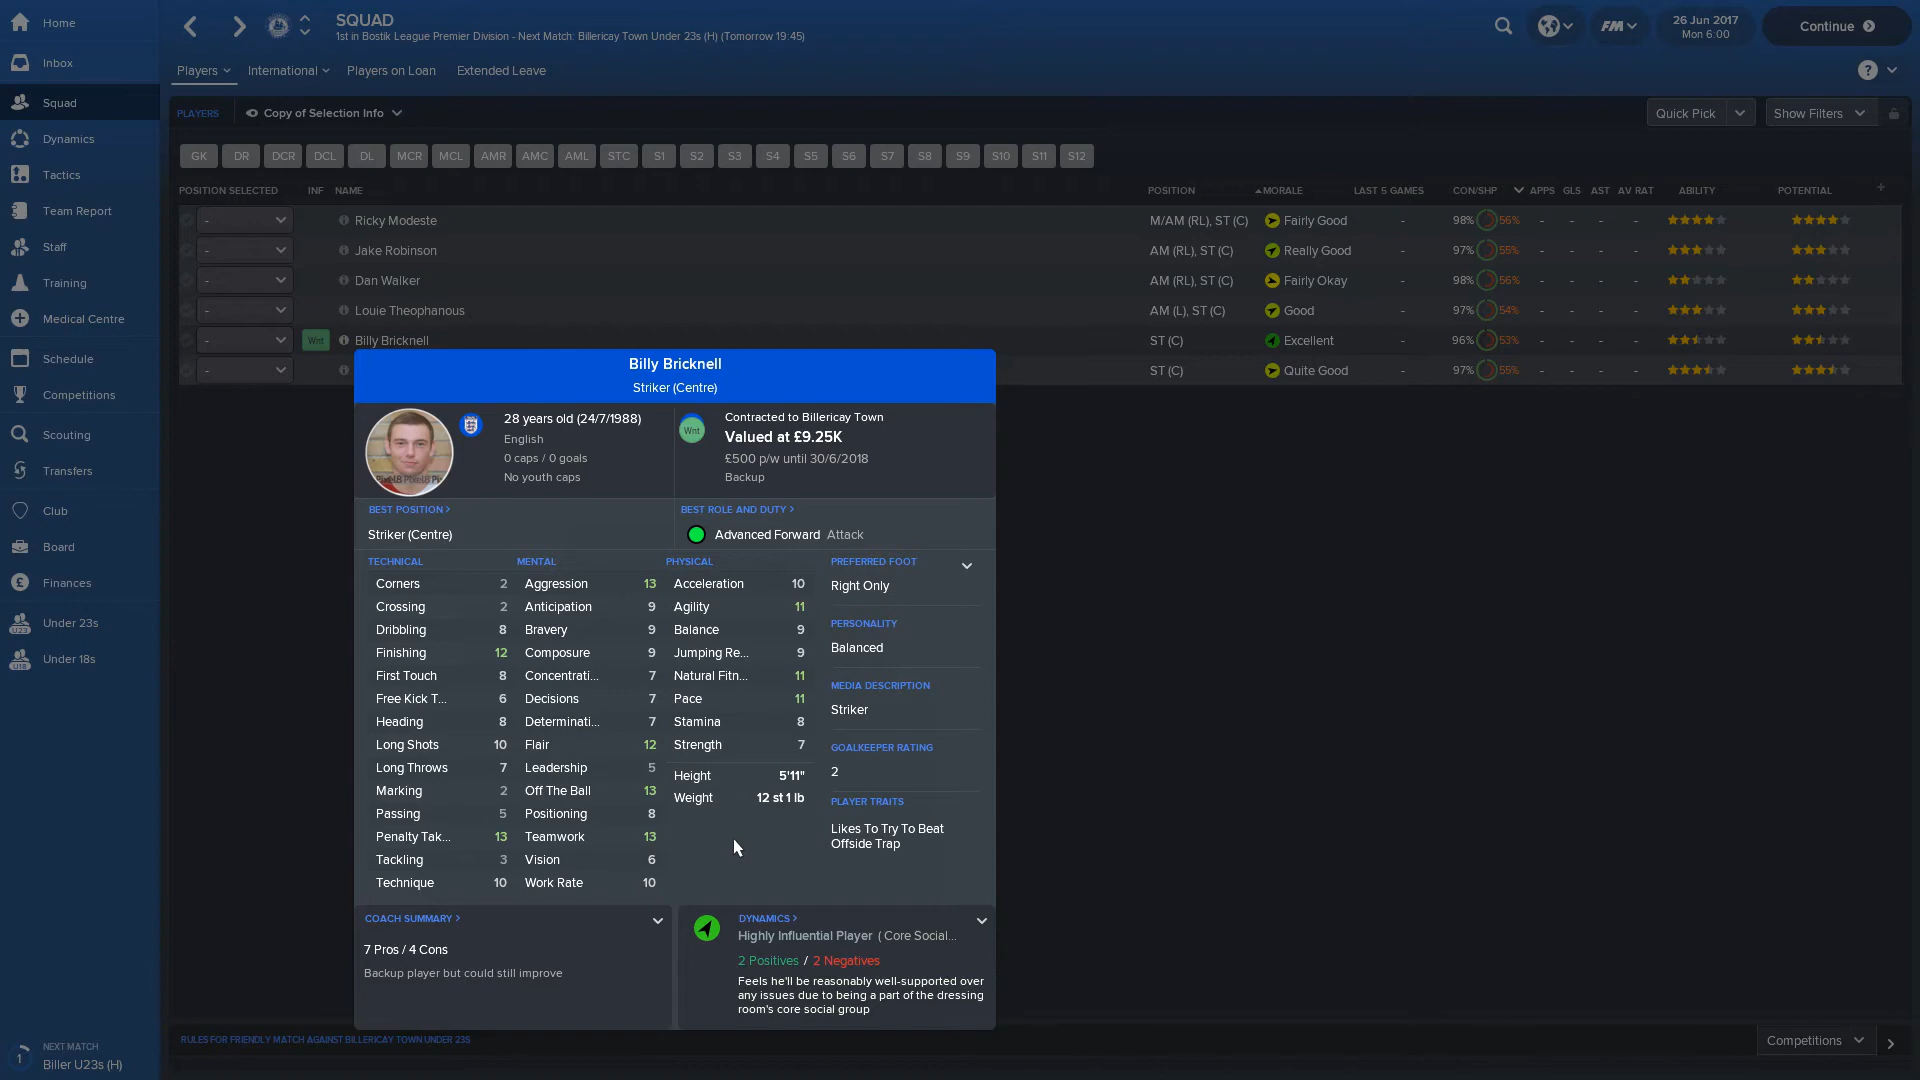 Home
Inbox
Squad
Dynamics
Tactics
Team Report
Staff
Training
Medical Centre
Schedule
Competitions
Scouting
Transfers
Club
Board
Finances
U23
Under 23s
U18
Under 18s
1
NEXT MATCH
Biller U23s (H)
SQUAD
1st in Bostik League Premier Division - Next Match: Billericay Town Under 23s (H) (Tomorrow 19:45)
FM
26 Jun 2017
Mon 6:00
Continue
Players
International
Players on Loan
Extended Leave
?
PLAYERS
Copy of Selection Info
Quick Pick
Show Filters
GK DR DCR DCL DL MCR MCL AMR AMC AML STC S1 S2 S3 S4 S5 S6 S7 S8 S9 S10 S11 S12
POSITION SELECTED INF NAME POSITION MORALE LAST 5 GAMES CON/SHP APPS GLS AST AV RAT ABILITY POTENTIAL +
- Ricky Modeste M/AM (RL), ST (C) Fairly Good - 98% 56% - - - -
- Jake Robinson AM (RL), ST (C) Really Good - 97% 55% - - - -
- Dan Walker AM (RL), ST (C) Fairly Okay - 98% 56% - - - -
- Louie Theophanous AM (L), ST (C) Good - 97% 54% - - - -
- Wnt Billy Bricknell ST (C) Excellent - 96% 53% - - - -
- ST (C) Quite Good - 97% 55% - - - -
Billy Bricknell
Striker (Centre)
28 years old (24/7/1988)
English
0 caps / 0 goals
No youth caps
Wnt
Contracted to Billericay Town
Valued at £9.25K
£500 p/w until 30/6/2018
Backup
BEST POSITION >
Striker (Centre)
BEST ROLE AND DUTY >
Advanced Forward Attack
TECHNICAL
Corners 2
Crossing 2
Dribbling 8
Finishing 12
First Touch 8
Free Kick T... 6
Heading 8
Long Shots 10
Long Throws 7
Marking 2
Passing 5
Penalty Tak... 13
Tackling 3
Technique 10
MENTAL
Aggression 13
Anticipation 9
Bravery 9
Composure 9
Concentrati... 7
Decisions 7
Determinati... 7
Flair 12
Leadership 5
Off The Ball 13
Positioning 8
Teamwork 13
Vision 6
Work Rate 10
PHYSICAL
Acceleration 10
Agility 11
Balance 9
Jumping Re... 9
Natural Fitn... 11
Pace 11
Stamina 8
Strength 7
Height 5'11"
Weight 12 st 1 lb
PREFERRED FOOT
Right Only
PERSONALITY
Balanced
MEDIA DESCRIPTION
Striker
GOALKEEPER RATING
2
PLAYER TRAITS
Likes To Try To Beat
Offside Trap
COACH SUMMARY >
7 Pros / 4 Cons
Backup player but could still improve
DYNAMICS >
Highly Influential Player ( Core Social...
2 Positives / 2 Negatives
Feels he'll be reasonably well-supported over
any issues due to being a part of the dressing
room's core social group
RULES FOR FRIENDLY MATCH AGAINST BILLERICAY TOWN UNDER 23S
Competitions